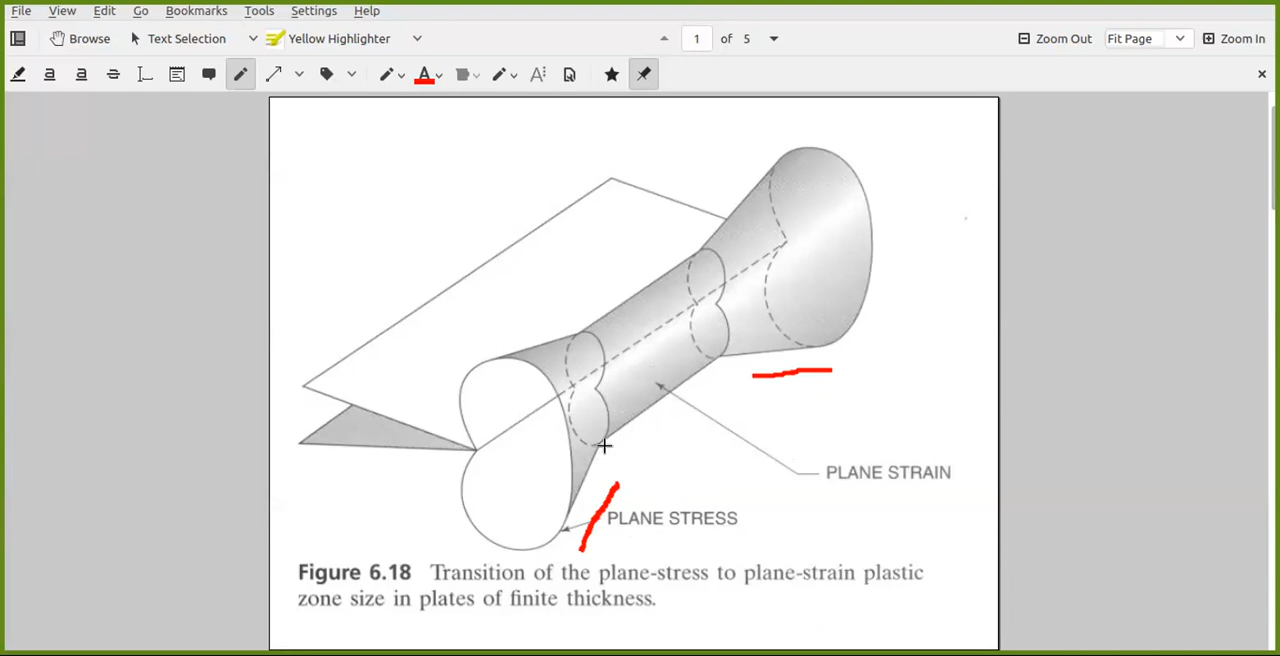 File View Edit Go Bookmarks Tools Settings Help
Browse Text Selection Yellow Highlighter 1 of 5 Zoom Out Fit Page Zoom In
a a S A A
PLANE STRAIN
PLANE STRESS
Figure 6.18 Transition of the plane-stress to plane-strain plastic
zone size in plates of finite thickness.